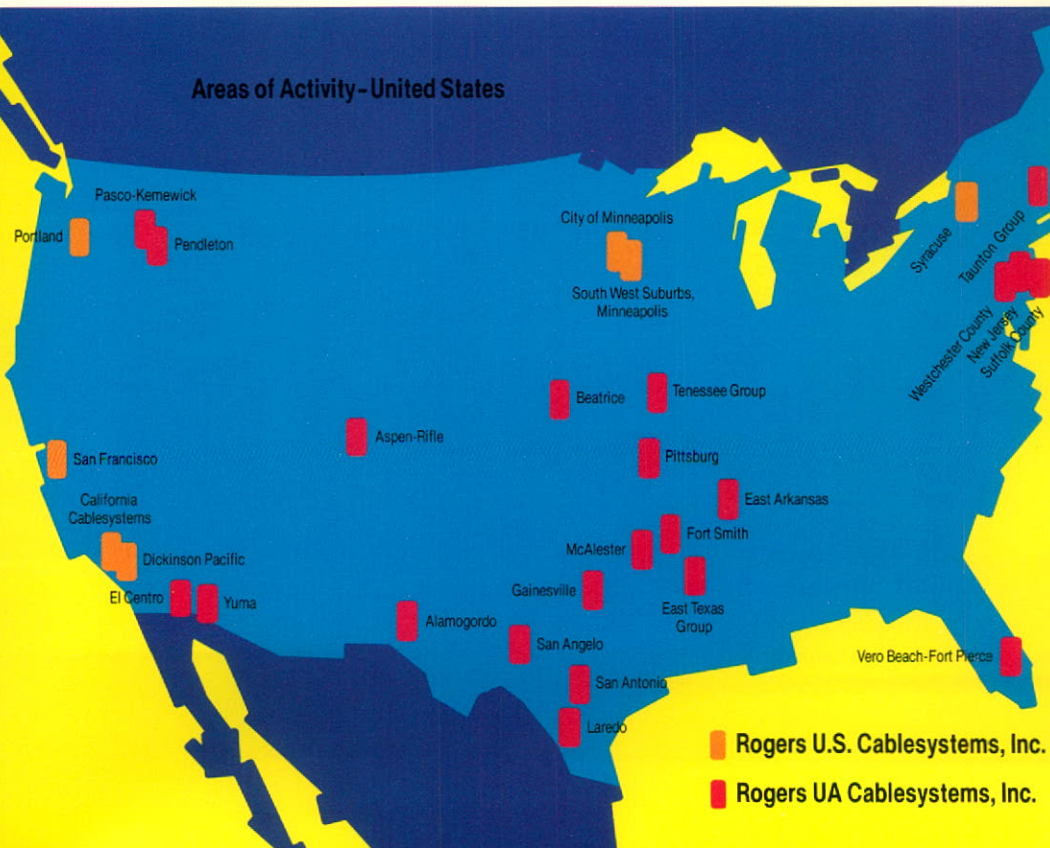 Areas of Activity–United States
Pasco-Kemewick
Portland
Pendleton
City of Minneapolis
South West Suburbs,
Minneapolis
Syracuse
Taunton Group
Westchester County
New Jersey
Suffolk County
Beatrice
Tenessee Group
Aspen-Rifle
Pittsburg
San Francisco
East Arkansas
California
Cablesystems
Dickinson Pacific
Fort Smith
McAlester
El Centro
Yuma
Gainesville
East Texas
Group
Alamogordo
San Angelo
Vero Beach-Fort Pierce
San Antonio
Laredo
Rogers U.S. Cablesystems, Inc.
Rogers UA Cablesystems, Inc.